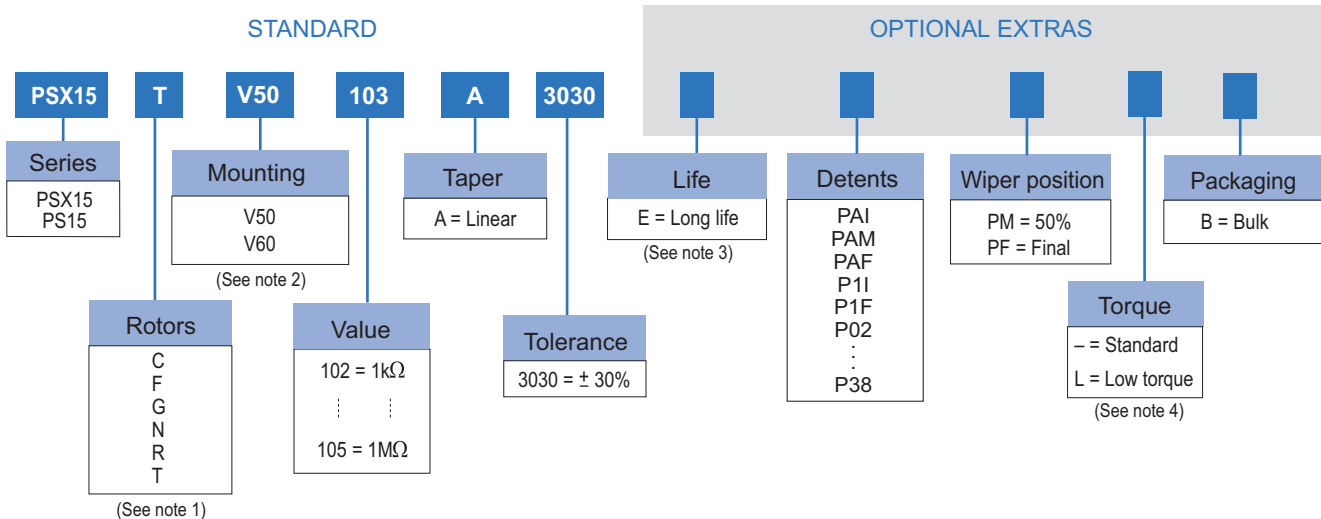 STANDARD
OPTIONAL EXTRAS
PSX15 T V50 103 A 3030
Series
PSX15
PS15
Mounting
V50
V60
(See note 2)
Taper
A = Linear
Life
E = Long life
(See note 3)
Detents
PAI
PAM
PAF
P1I
P1F
P02
:
:
P38
Wiper position
PM = 50%
PF = Final
Packaging
B = Bulk
Rotors
C
F
G
N
R
T
(See note 1)
Value
102 = 1kΩ
105 = 1MΩ
Tolerance
3030 = ± 30%
Torque
– = Standard
L = Low torque
(See note 4)